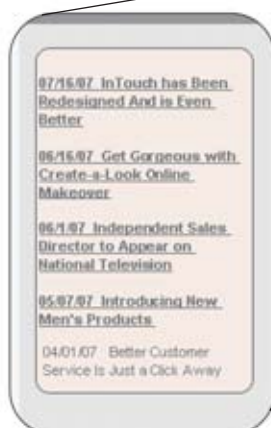 07/16/07 InTouch has Been
Redesigned And is Even
Better
06/16/07 Get Gorgeous with
Create-a-Look Online
Makeover
06/1/07 Independent Sales
Director to Appear on
National Television
05/07/07 Introducing New
Men's Products
04/01/07 Better Customer
Service Is Just a Click Away